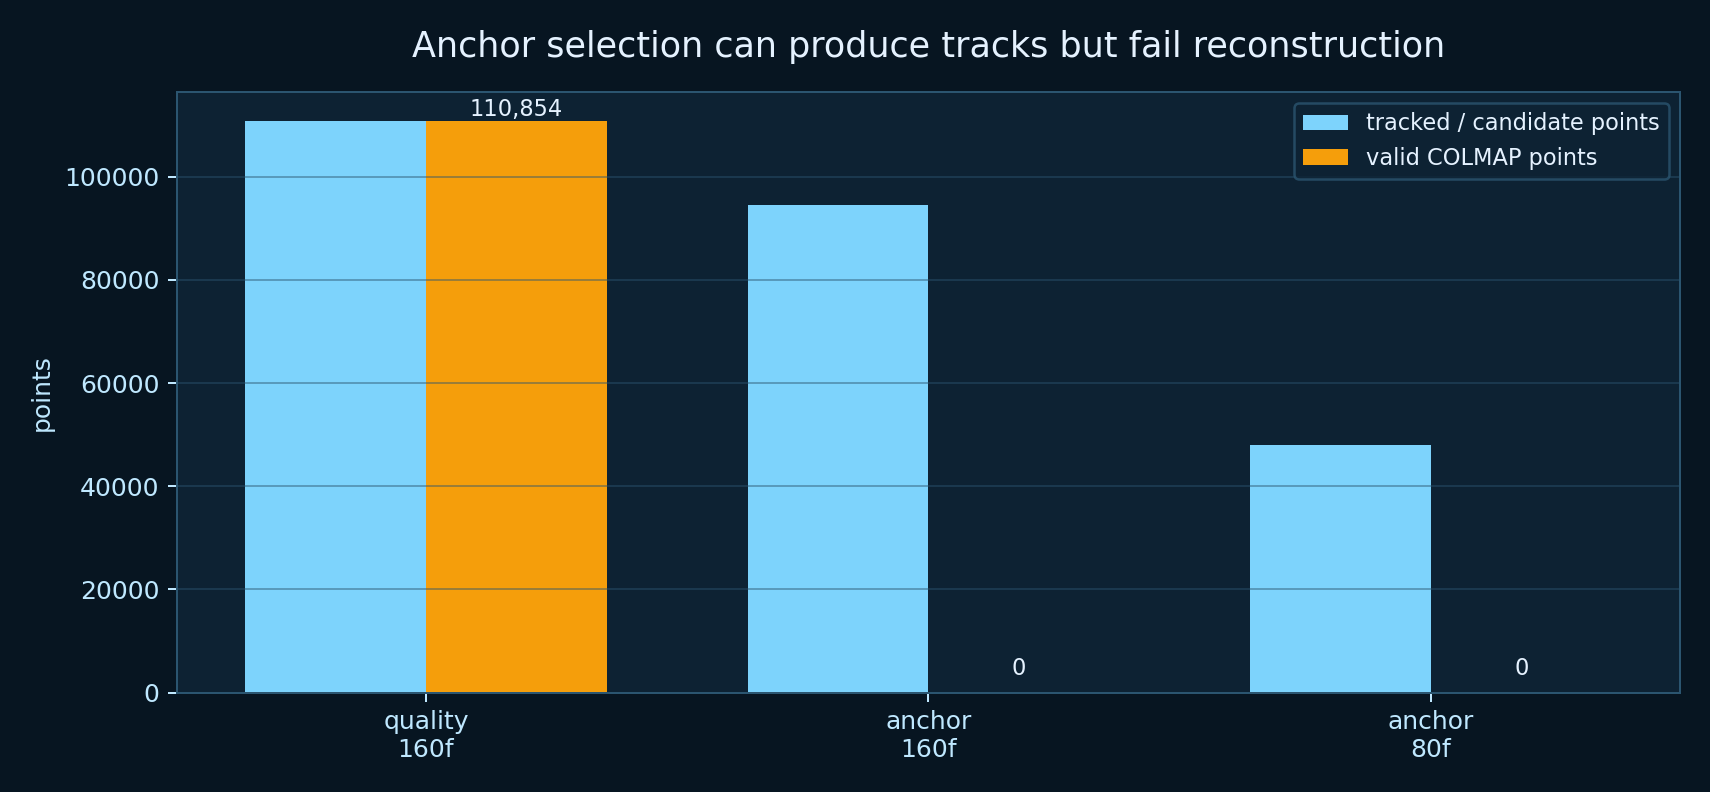 Anchor selection can produce tracks but fail reconstruction
110,854
tracked / candidate points
valid COLMAP points
100000
80000
60000
40000
20000
0
points
0
0
quality
160f
anchor
160f
anchor
80f